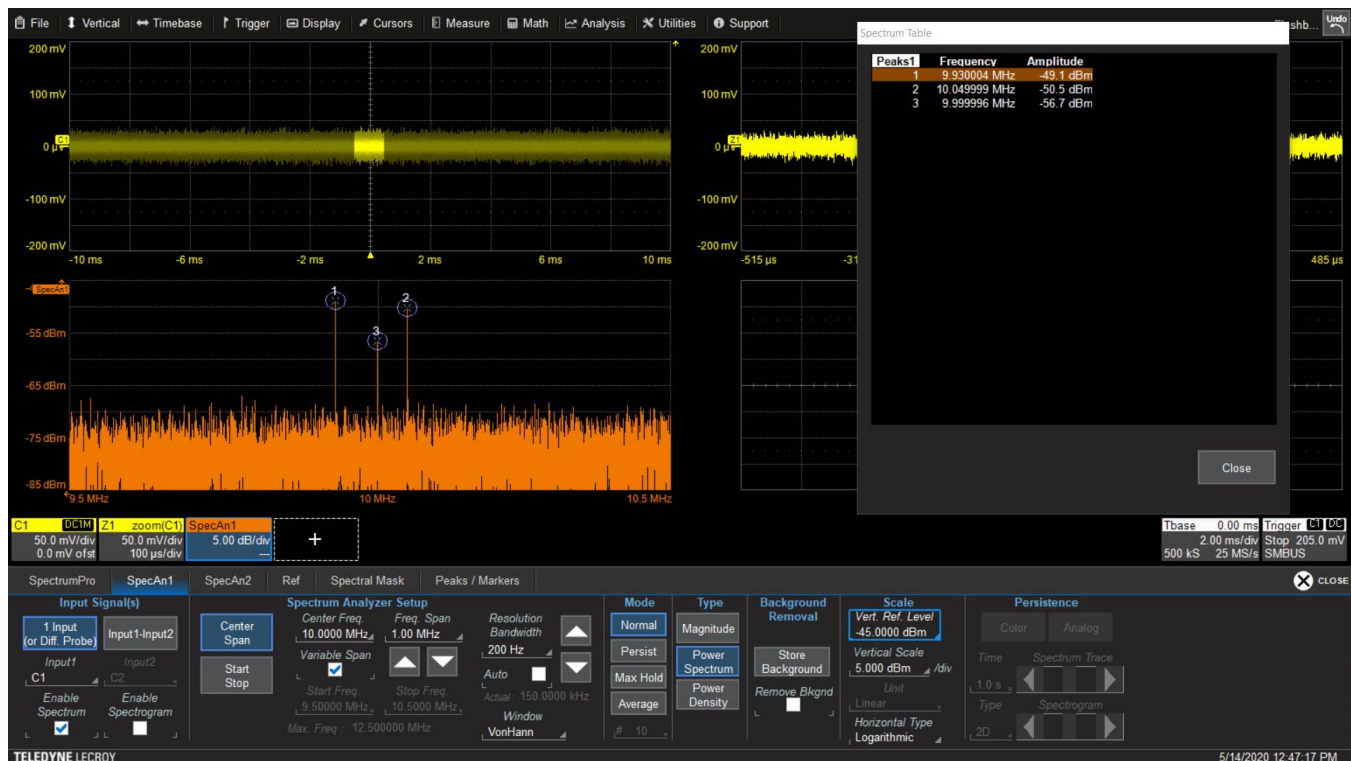 File Vertical Timebase Trigger Display Cursors Measure Math Analysis Utilities Support shb... Undo
Spectrum Table
Peaks1 Frequency Amplitude
1 9.930004 MHz -49.1 dBm
2 10.049999 MHz -50.5 dBm
3 9.999996 MHz -56.7 dBm
Close
200 mV
100 mV
C1
0 µV
-100 mV
-200 mV
-10 ms -6 ms -2 ms 2 ms 6 ms 10 ms
200 mV
100 mV
Z1
0 µV
-100 mV
-200 mV
-515 µs -31 485 µs
SpecAn1
1 2
3
-55 dBm
-65 dBm
-75 dBm
-85 dBm
9.5 MHz 10 MHz 10.5 MHz
C1 DC1M
50.0 mV/div
0.0 mV ofst
Z1 zoom(C1)
50.0 mV/div
100 µs/div
SpecAn1
5.00 dB/div
---
+
Tbase 0.00 ms
2.00 ms/div
500 kS 25 MS/s
Trigger C1 DC
Stop 205.0 mV
SMBUS
SpectrumPro SpecAn1 SpecAn2 Ref Spectral Mask Peaks / Markers CLOSE
Input Signal(s)
1 Input
(or Diff. Probe)
Input1-Input2
Input1 Input2
C1 C2
Enable
Spectrum
Enable
Spectrogram
Spectrum Analyzer Setup
Center
Span
Start
Stop
Center Freq. Freq. Span
10.0000 MHz 1.00 MHz
Variable Span
Start Freq. Stop Freq.
9.50000 MHz 10.5000 MHz
Max. Freq : 12.500000 MHz
Resolution
Bandwidth
200 Hz
Auto
Actual : 150.0000 kHz
Window
VonHann
Mode
Normal
Persist
Max Hold
Average
# 10
Type
Magnitude
Power
Spectrum
Power
Density
Background
Removal
Store
Background
Remove Bkgnd
Scale
Vert. Ref. Level
-45.0000 dBm
Vertical Scale
5.000 dBm /div
Unit
Linear
Horizontal Type
Logarithmic
Persistence
Color Analog
Time Spectrum Trace
1.0 s
Type Spectrogram
2D
TELEDYNE LECROY 5/14/2020 12:47:17 PM